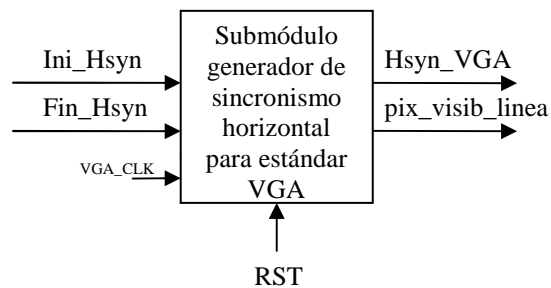 Ini_Hsyn
Fin_Hsyn
VGA_CLK
Submódulo
generador de
sincronismo
horizontal
para estándar
VGA
Hsyn_VGA
pix_visib_linea
RST